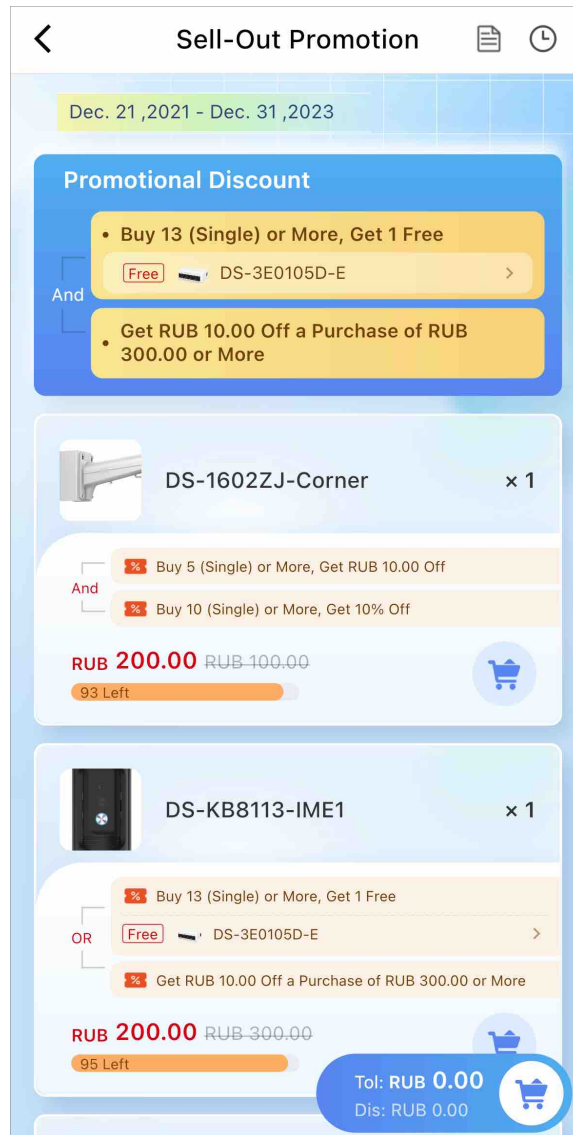 Sell-Out Promotion
Dec. 21 ,2021 - Dec. 31 ,2023
Promotional Discount
And
• Buy 13 (Single) or More, Get 1 Free
Free DS-3E0105D-E >
• Get RUB 10.00 Off a Purchase of RUB
300.00 or More
DS-1602ZJ-Corner × 1
And
% Buy 5 (Single) or More, Get RUB 10.00 Off
% Buy 10 (Single) or More, Get 10% Off
RUB 200.00 RUB 100.00
93 Left
DS-KB8113-IME1 × 1
OR
% Buy 13 (Single) or More, Get 1 Free
Free DS-3E0105D-E >
% Get RUB 10.00 Off a Purchase of RUB 300.00 or More
RUB 200.00 RUB 300.00
95 Left
Tol: RUB 0.00
Dis: RUB 0.00